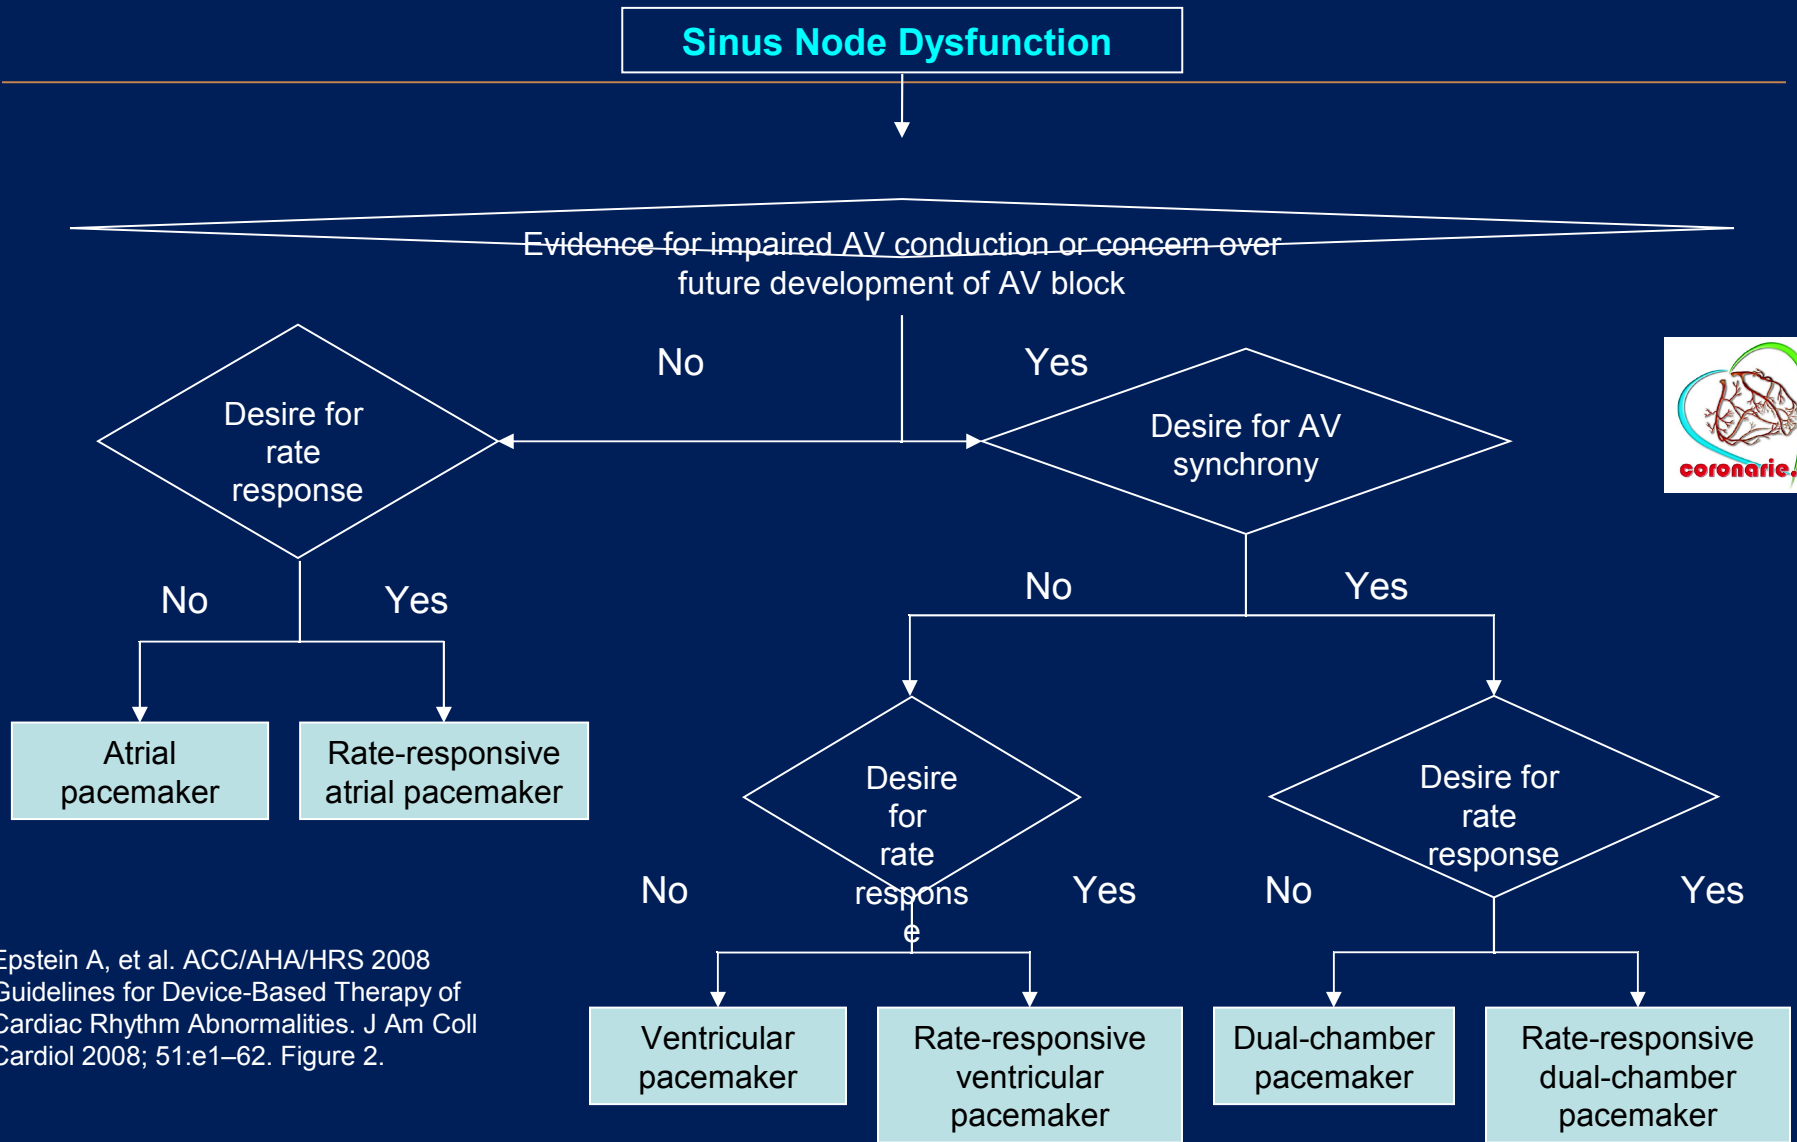 Sinus Node Dysfunction
Evidence for impaired AV conduction or concern over
future development of AV block
No
Yes
Desire for
rate
response
Desire for AV
synchrony
coronarie.
No
Yes
No
Yes
Atrial
pacemaker
Rate-responsive
atrial pacemaker
Desire
for
rate
respons
e
Desire for
rate
response
No
Yes
No
Yes
Epstein A, et al. ACC/AHA/HRS 2008
Guidelines for Device-Based Therapy of
Cardiac Rhythm Abnormalities. J Am Coll
Cardiol 2008; 51:e1–62. Figure 2.
Ventricular
pacemaker
Rate-responsive
ventricular
pacemaker
Dual-chamber
pacemaker
Rate-responsive
dual-chamber
pacemaker